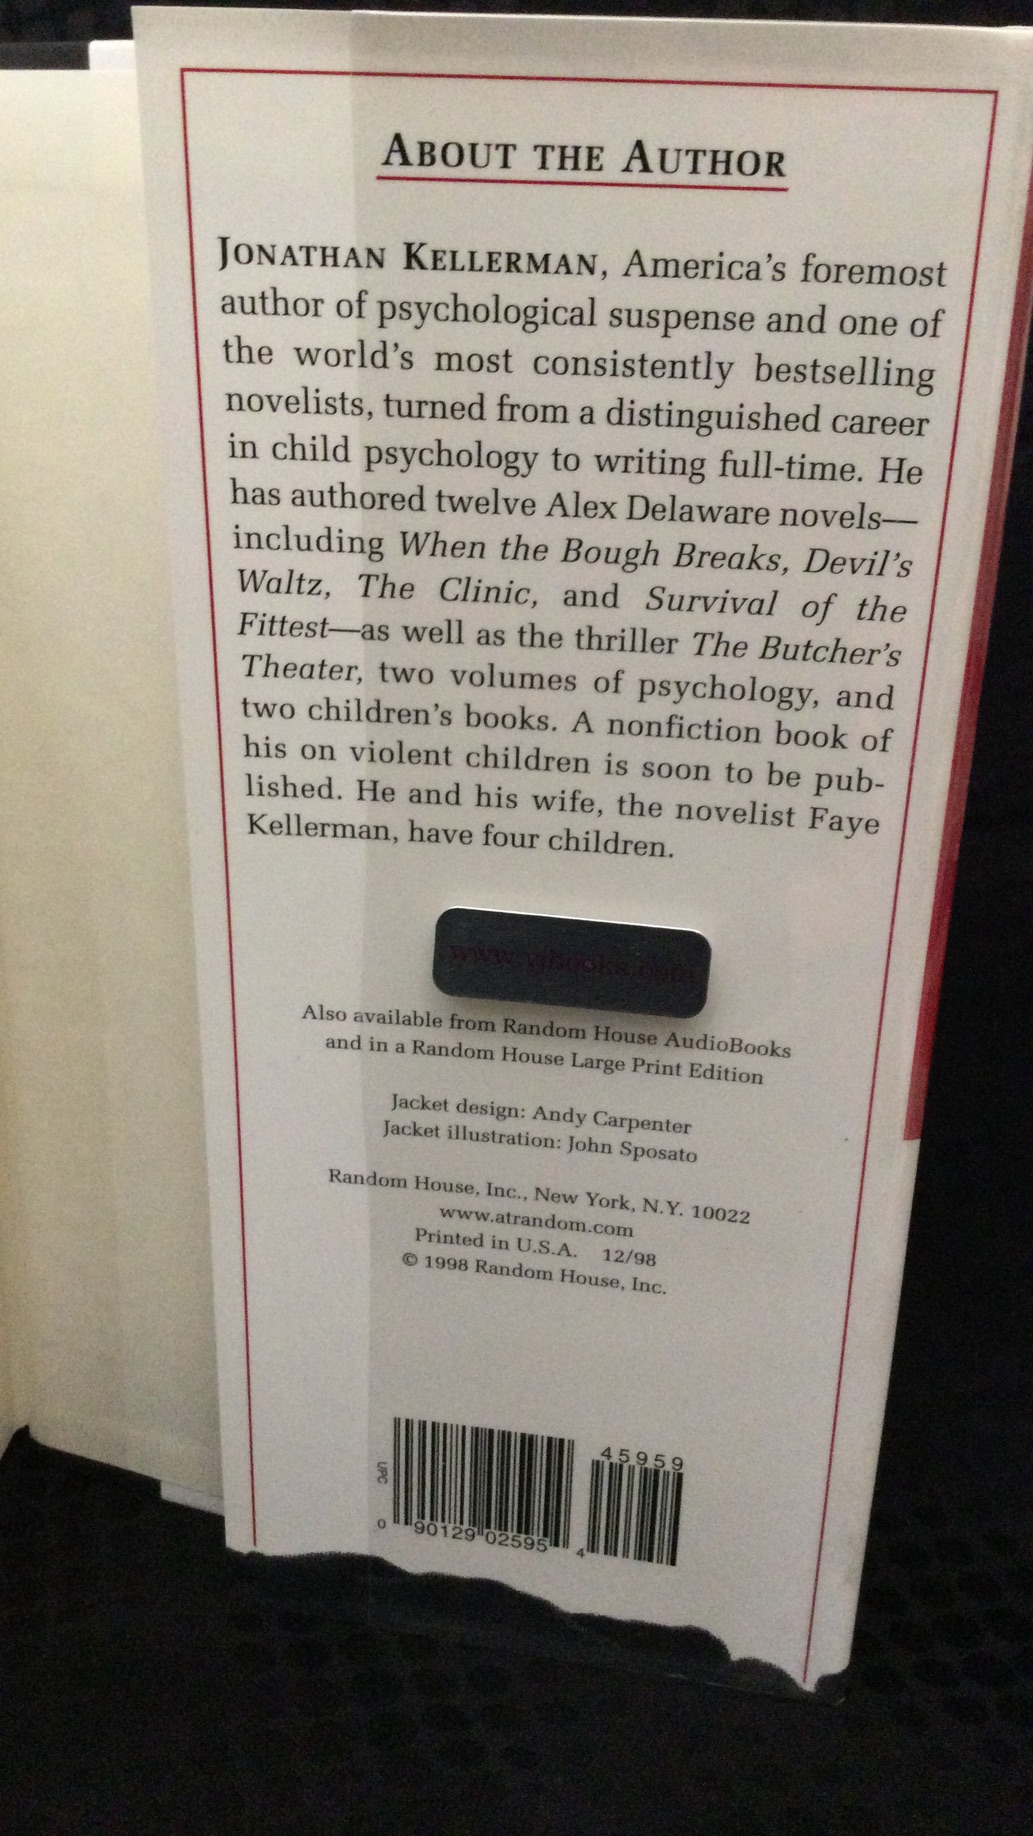 ABOUT THE AUTHOR
JONATHAN KELLERMAN, America's foremost
author of psychological suspense and one of
the world's most consistently bestselling
novelists, turned from a distinguished career
in child psychology to writing full-time. He
has authored twelve Alex Delaware novels—
including When the Bough Breaks, Devil's
Waltz, The Clinic, and Survival of the
Fittest—as well as the thriller The Butcher's
Theater, two volumes of psychology, and
two children's books. A nonfiction book of
his on violent children is soon to be pub-
lished. He and his wife, the novelist Faye
Kellerman, have four children.
www.vjbooks.com
Also available from Random House AudioBooks
and in a Random House Large Print Edition
Jacket design: Andy Carpenter
Jacket illustration: John Sposato
Random House, Inc., New York, N.Y. 10022
www.atrandom.com
Printed in U.S.A. 12/98
© 1998 Random House, Inc.
45959
UPC
0 90129 02595 4